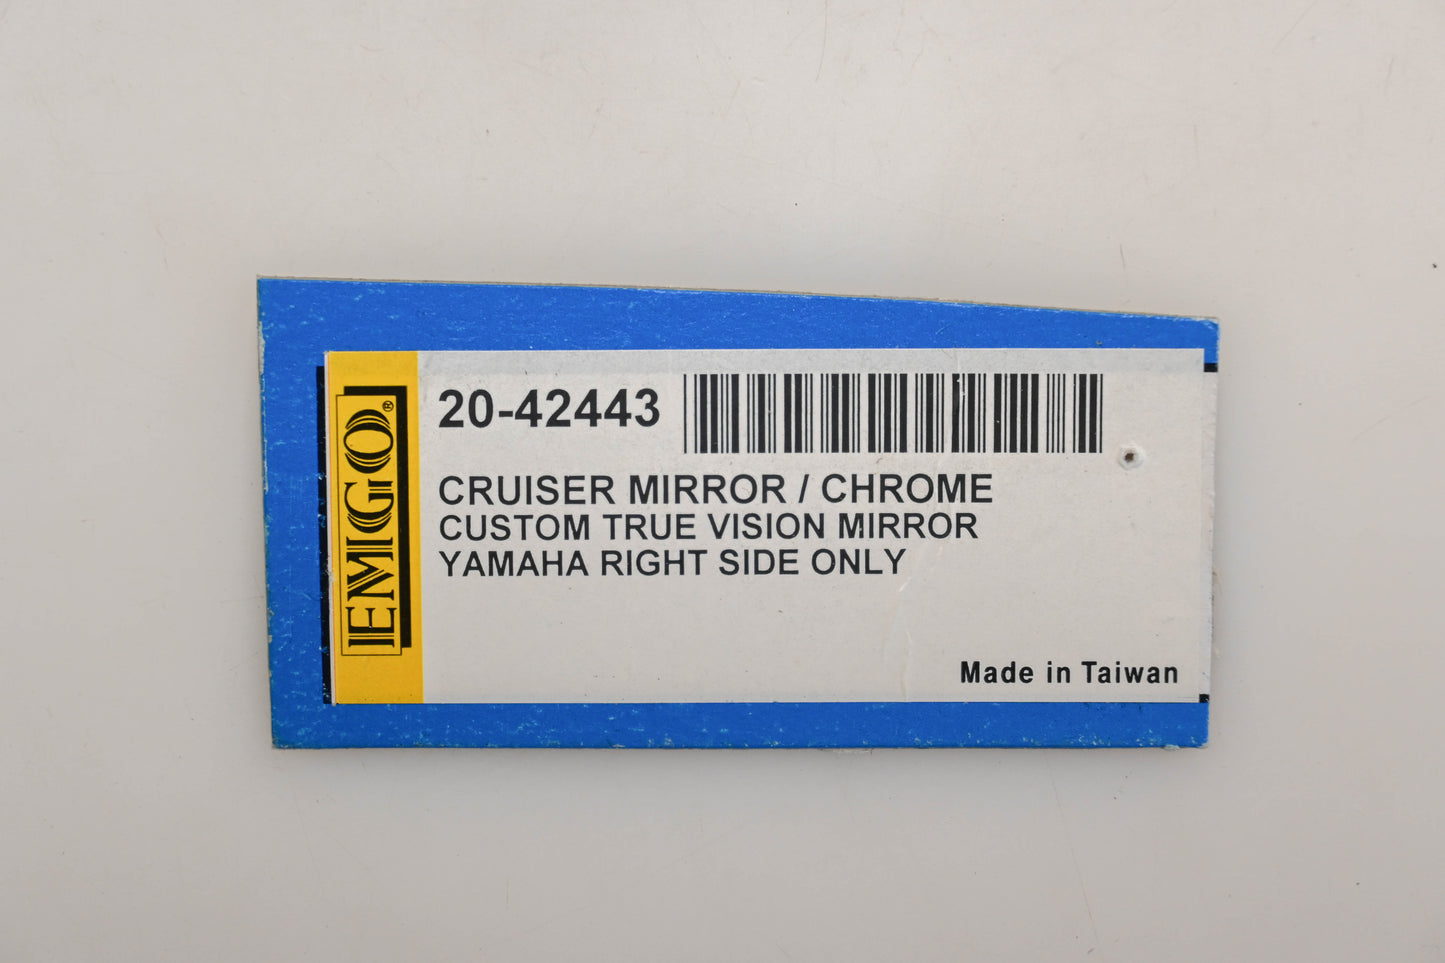 EMGO®
20-42443
CRUISER MIRROR / CHROME
CUSTOM TRUE VISION MIRROR
YAMAHA RIGHT SIDE ONLY
Made in Taiwan